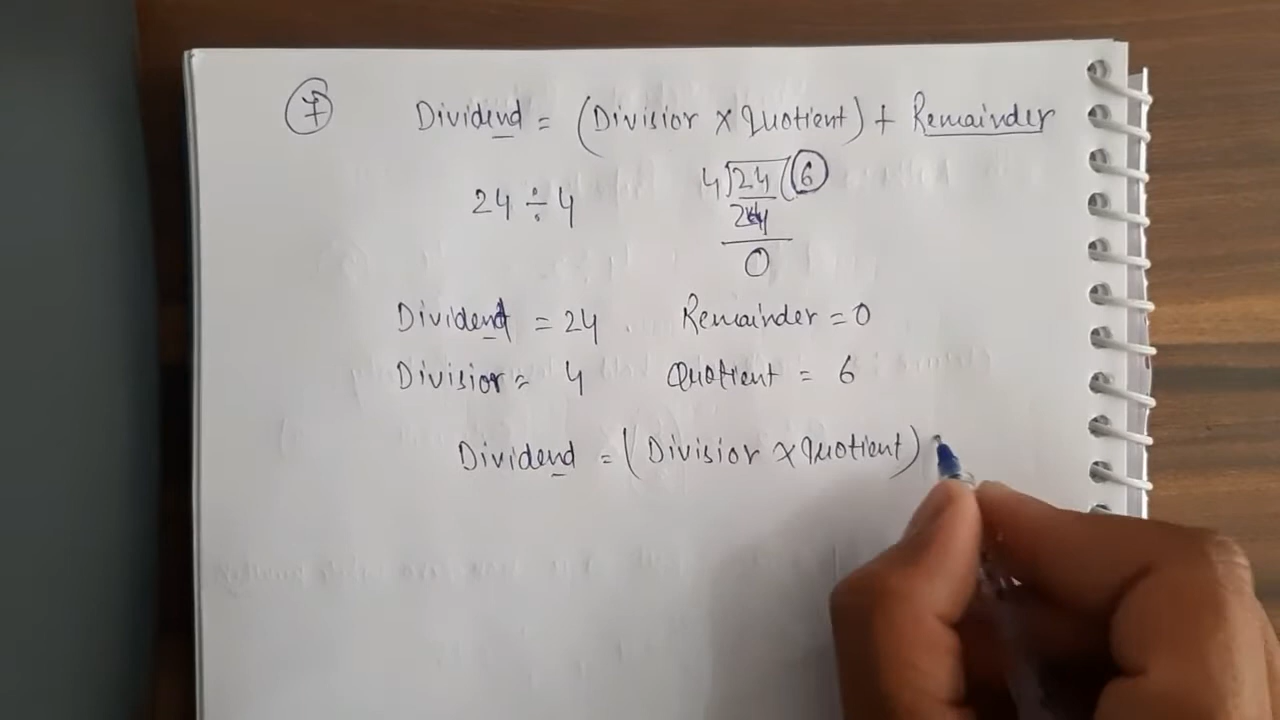 7 Dividend = (Divisior × Quotient) + Remainder
24 ÷ 4 4)24(6
24
0
Dividend = 24 Remainder = 0
Divisior = 4 Quotient = 6
Dividend = (Divisior × Quotient)